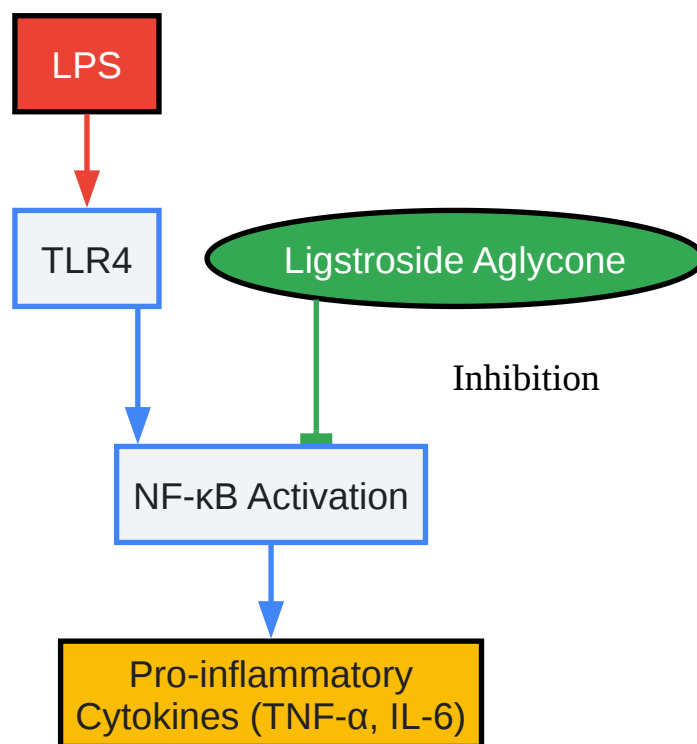 LPS
TLR4
Ligstroside Aglycone
Inhibition
NF-κB Activation
Pro-inflammatory
Cytokines (TNF-α, IL-6)